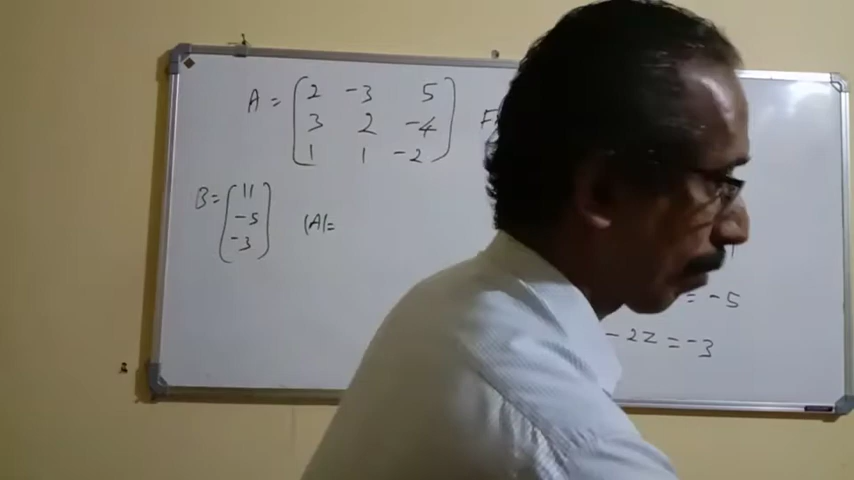 A = (2 -3 5
3 2 -4
1 1 -2)
B = (11
-5
-3)
|A| =
= -5
-2z = -3